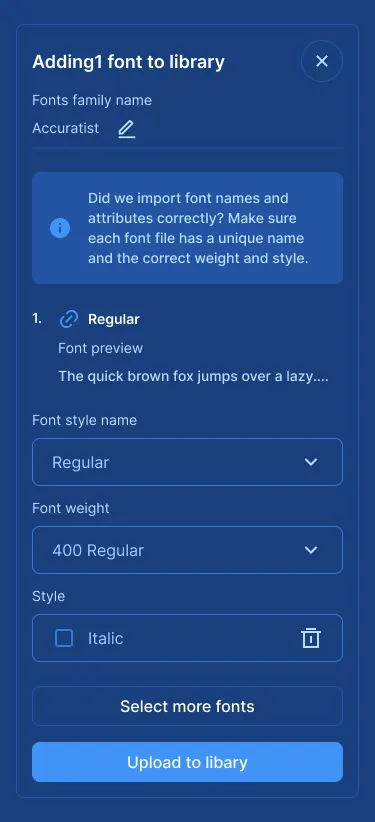 Adding1 font to library
Fonts family name
Accuratist
Did we import font names and
attributes correctly? Make sure
each font file has a unique name
and the correct weight and style.
1. Regular
Font preview
The quick brown fox jumps over a lazy....
Font style name
Regular
Font weight
400 Regular
Style
Italic
Select more fonts
Upload to libary